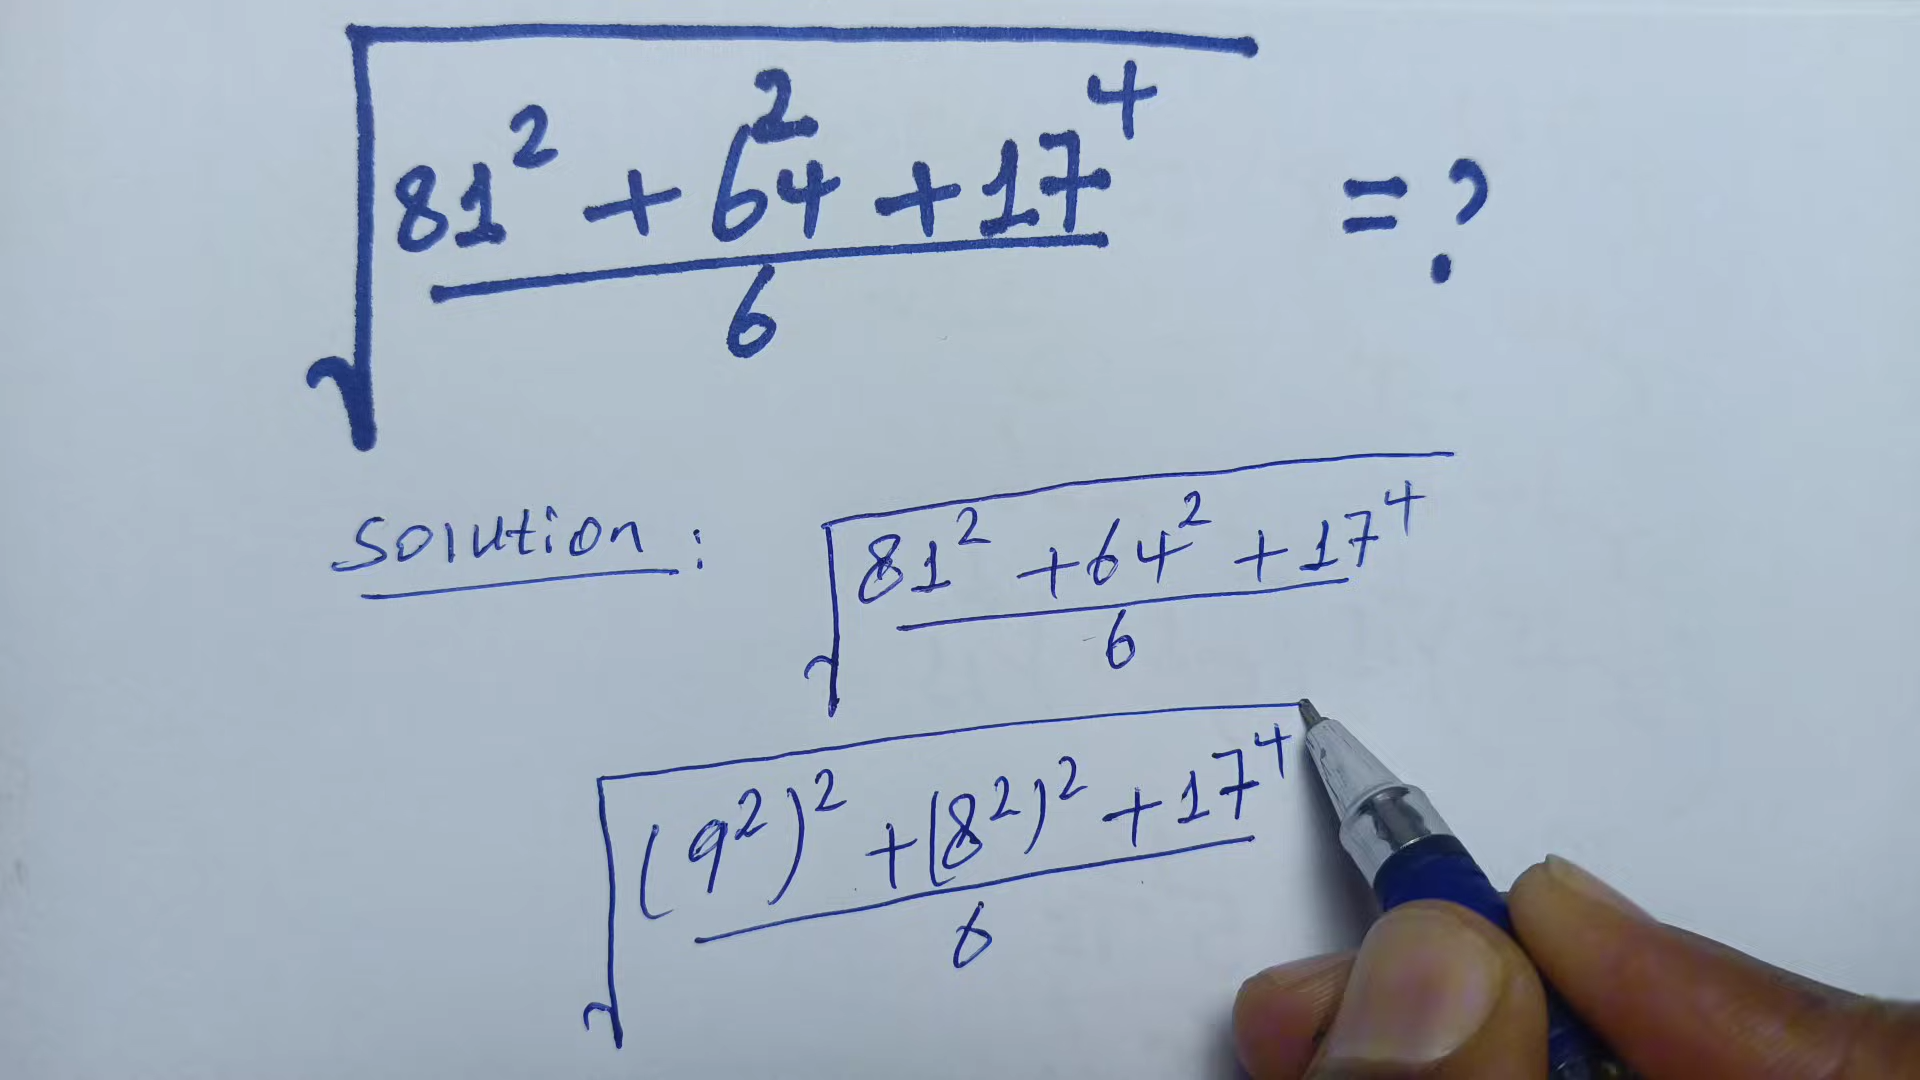 √((81² + 64² + 17⁴)/6) = ?
Solution : √((81² + 64² + 17⁴)/6)
√(((9²)² + (8²)² + 17⁴)/6)